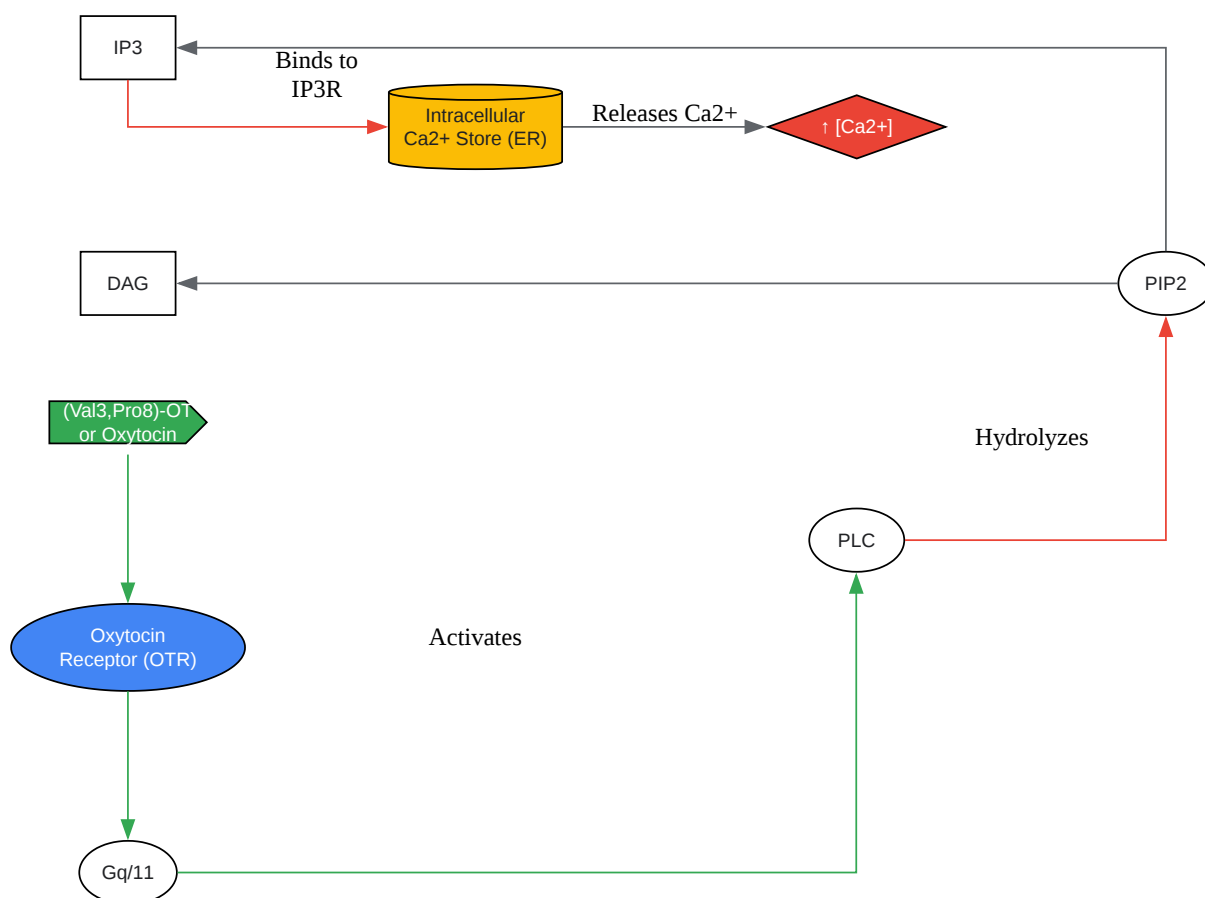 IP3
Binds to
IP3R
Intracellular
Ca2+ Store (ER)
Releases Ca2+
↑ [Ca2+]
DAG
PIP2
(Val3,Pro8)-OT
or Oxytocin
Hydrolyzes
PLC
Oxytocin
Receptor (OTR)
Activates
Gq/11